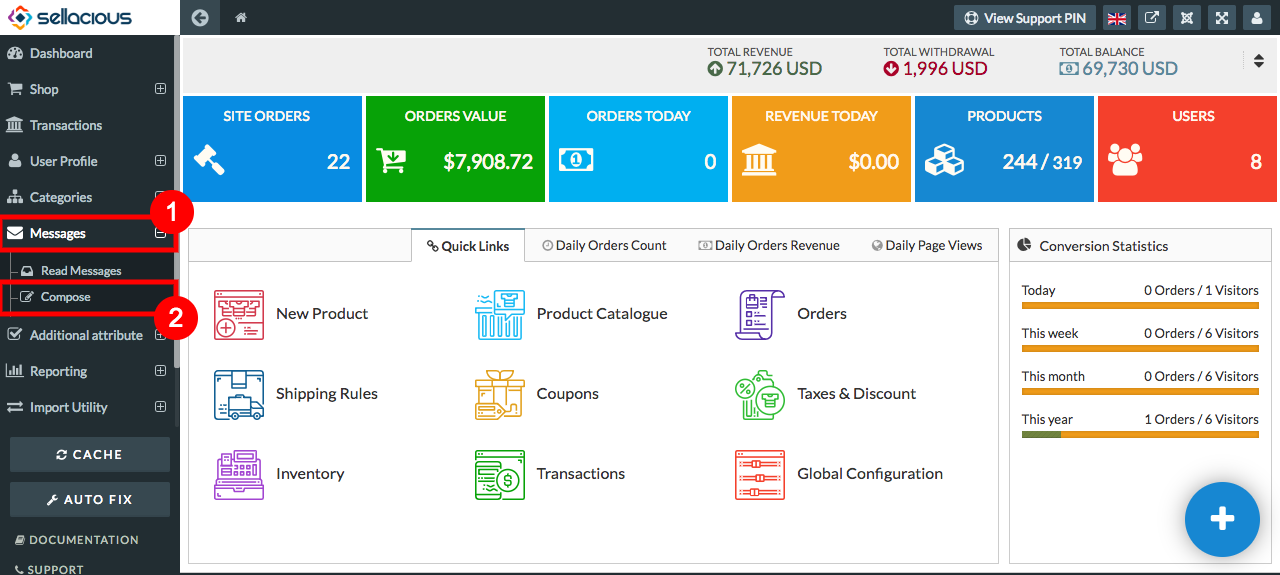 sellacious
View Support PIN
Dashboard
Shop
Transactions
User Profile
Categories
1
Messages
Read Messages
Compose
2
Additional attribute
Reporting
Import Utility
CACHE
AUTO FIX
DOCUMENTATION
SUPPORT
TOTAL REVENUE
71,726 USD
TOTAL WITHDRAWAL
1,996 USD
TOTAL BALANCE
69,730 USD
SITE ORDERS
22
ORDERS VALUE
$7,908.72
ORDERS TODAY
0
REVENUE TODAY
$0.00
PRODUCTS
244 / 319
USERS
8
Quick Links
Daily Orders Count
Daily Orders Revenue
Daily Page Views
New Product
Product Catalogue
Orders
Shipping Rules
Coupons
Taxes & Discount
Inventory
Transactions
Global Configuration
Conversion Statistics
Today 0 Orders / 1 Visitors
This week 0 Orders / 6 Visitors
This month 0 Orders / 6 Visitors
This year 1 Orders / 6 Visitors